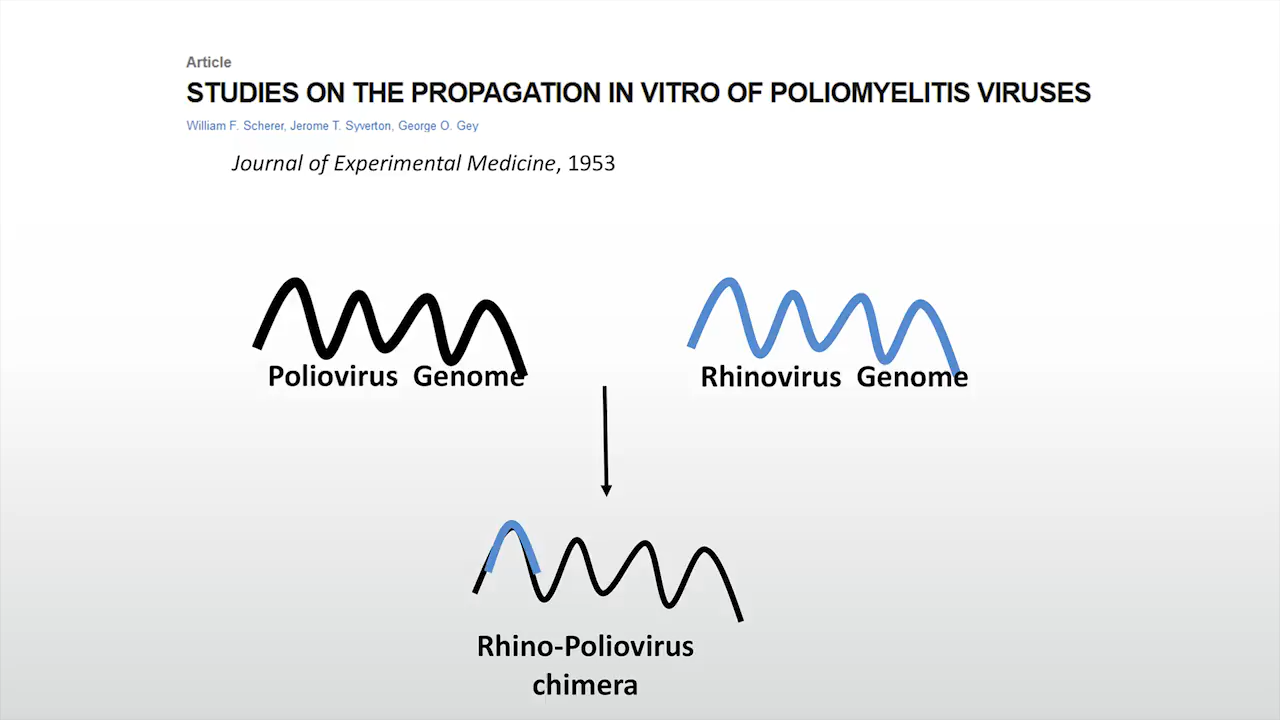 Article
STUDIES ON THE PROPAGATION IN VITRO OF POLIOMYELITIS VIRUSES
William F. Scherer, Jerome T. Syverton, George O. Gey
Journal of Experimental Medicine, 1953
Poliovirus Genome
Rhinovirus Genome
Rhino-Poliovirus
chimera